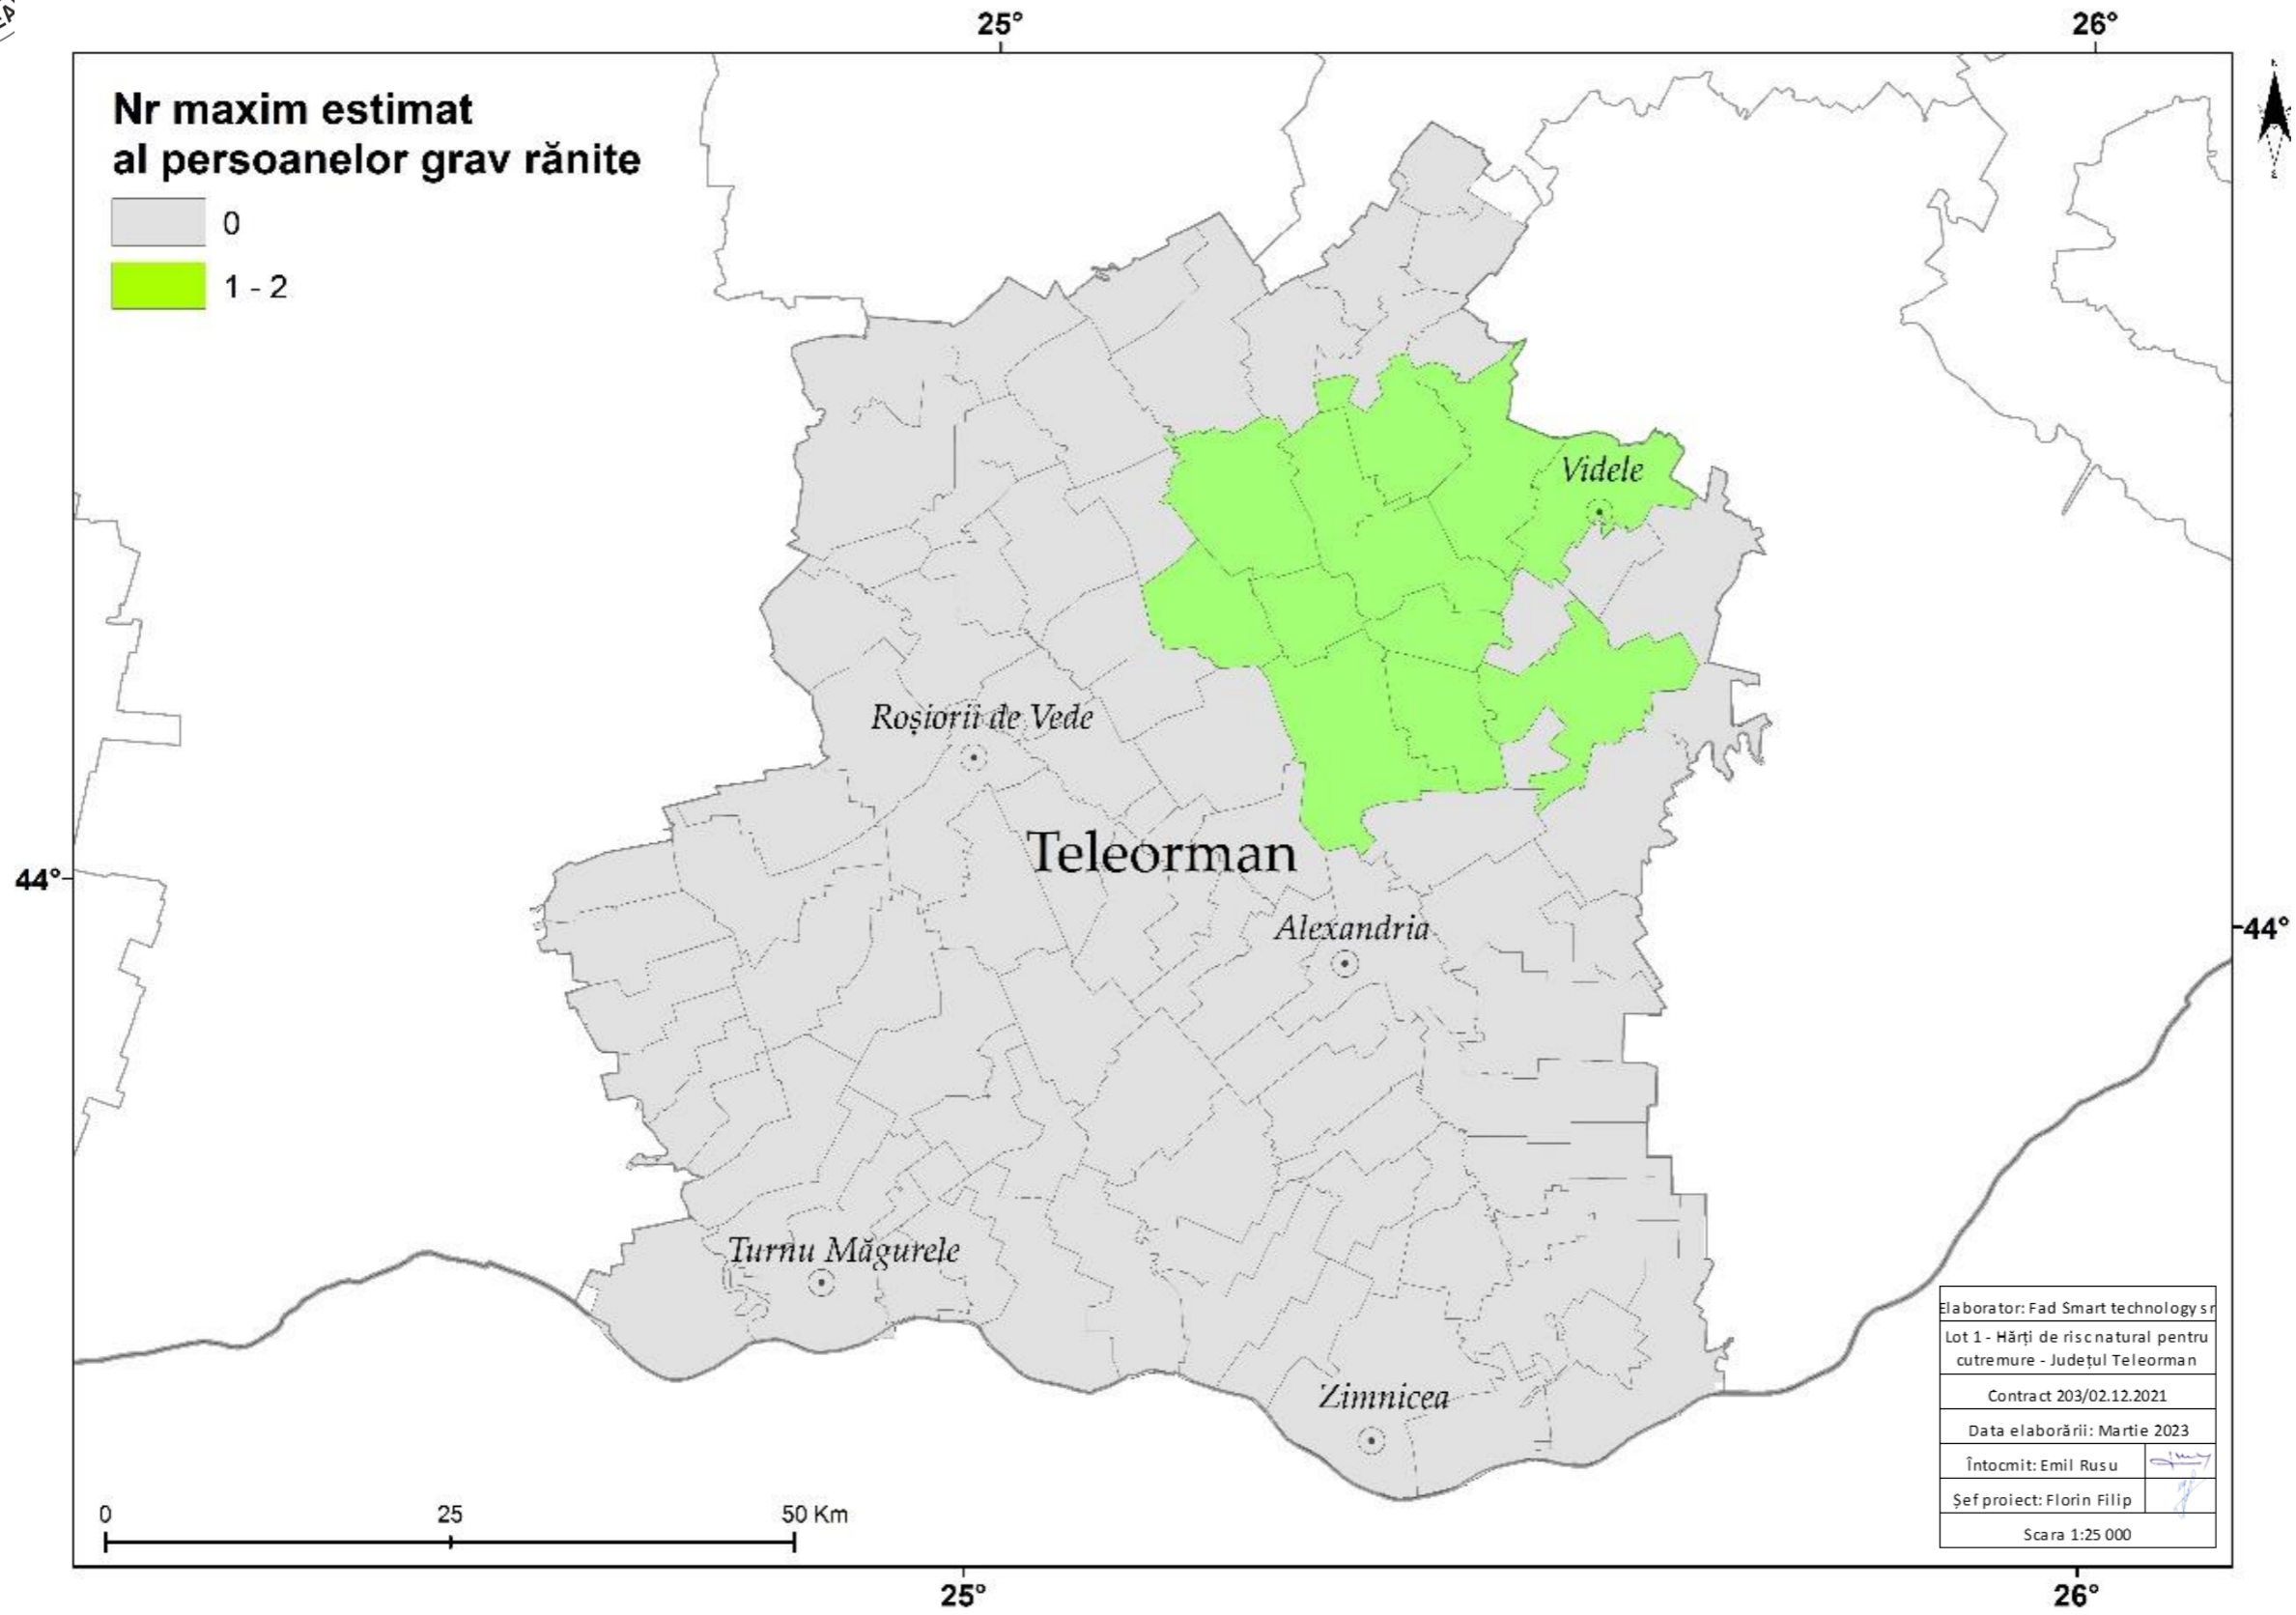 25°
26°
Nr maxim estimat
al persoanelor grav rănite
0
1 - 2
Videle
Roșiorii de Vede
Teleorman
44°
Alexandria
44°
Turnu Măgurele
Zimnicea
Elaborator: Fad Smart technology sr
Lot 1 - Hărți de risc natural pentru
cutremure - Județul Teleorman
Contract 203/02.12.2021
Data elaborării: Martie 2023
Întocmit: Emil Rusu
Șef proiect: Florin Filip
Scara 1:25 000
0 25 50 Km
25°
26°